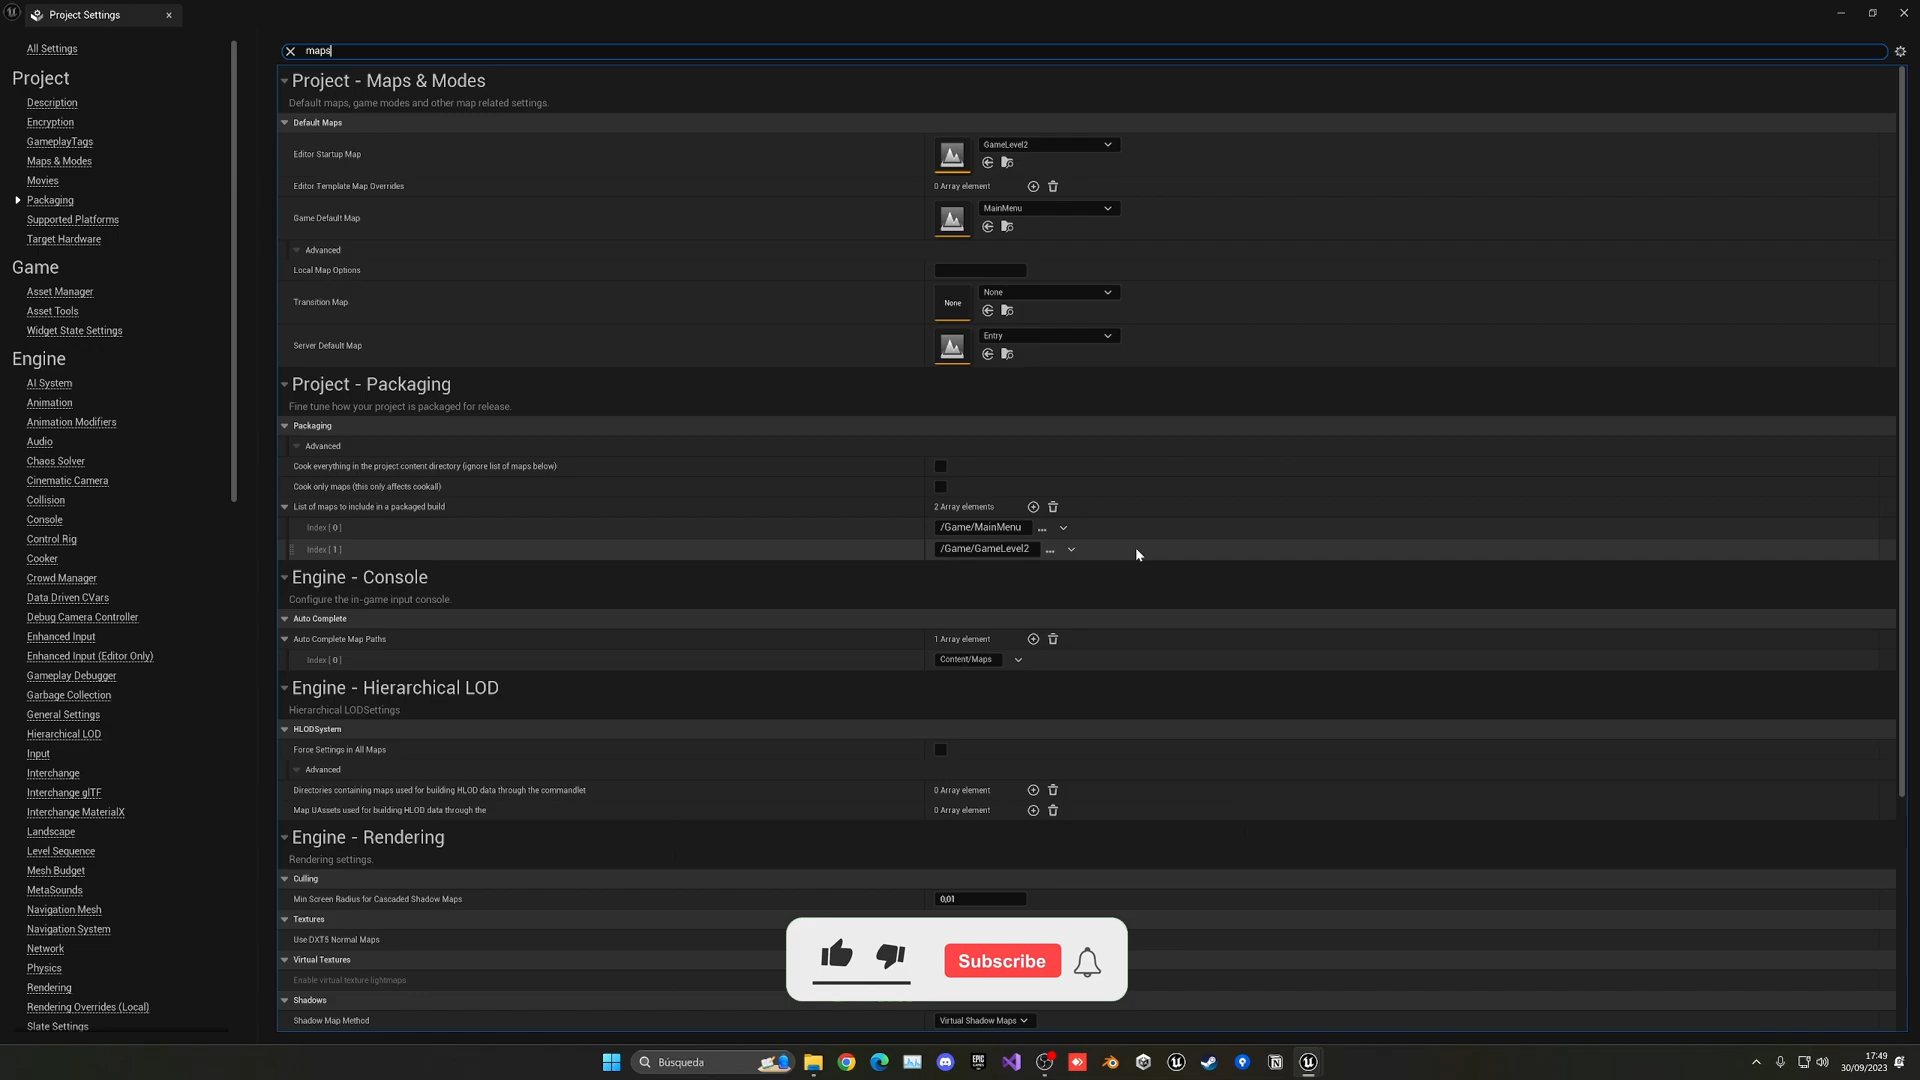 Project Settings
All Settings
Project
Description
Encryption
GameplayTags
Maps & Modes
Movies
Packaging
Supported Platforms
Target Hardware
Game
Asset Manager
Asset Tools
Widget State Settings
Engine
AI System
Animation
Animation Modifiers
Audio
Chaos Solver
Cinematic Camera
Collision
Console
Control Rig
Cooker
Crowd Manager
Data Driven CVars
Debug Camera Controller
Enhanced Input
Enhanced Input (Editor Only)
Gameplay Debugger
Garbage Collection
General Settings
Hierarchical LOD
Input
Interchange
Interchange glTF
Interchange MaterialX
Landscape
Level Sequence
Mesh Budget
MetaSounds
Navigation Mesh
Navigation System
Network
Physics
Rendering
Rendering Overrides (Local)
Slate Settings
maps
Project - Maps & Modes
Default maps, game modes and other map related settings.
Default Maps
Editor Startup Map
GameLevel2
Editor Template Map Overrides
0 Array element
Game Default Map
MainMenu
Advanced
Local Map Options
Transition Map
None
None
Server Default Map
Entry
Project - Packaging
Fine tune how your project is packaged for release.
Packaging
Advanced
Cook everything in the project content directory (ignore list of maps below)
Cook only maps (this only affects cookall)
List of maps to include in a packaged build
2 Array elements
Index [ 0 ]
/Game/MainMenu
...
Index [ 1 ]
/Game/GameLevel2
...
Engine - Console
Configure the in-game input console.
Auto Complete
Auto Complete Map Paths
1 Array element
Index [ 0 ]
Content/Maps
Engine - Hierarchical LOD
Hierarchical LODSettings
HLODSystem
Force Settings in All Maps
Advanced
Directories containing maps used for building HLOD data through the commandlet
0 Array element
Map UAssets used for building HLOD data through the
0 Array element
Engine - Rendering
Rendering settings.
Culling
Min Screen Radius for Cascaded Shadow Maps
0,01
Textures
Use DXT5 Normal Maps
Virtual Textures
Enable virtual texture lightmaps
Shadows
Shadow Map Method
Virtual Shadow Maps
Subscribe
Búsqueda
EPIC GAMES
17:49
30/09/2023